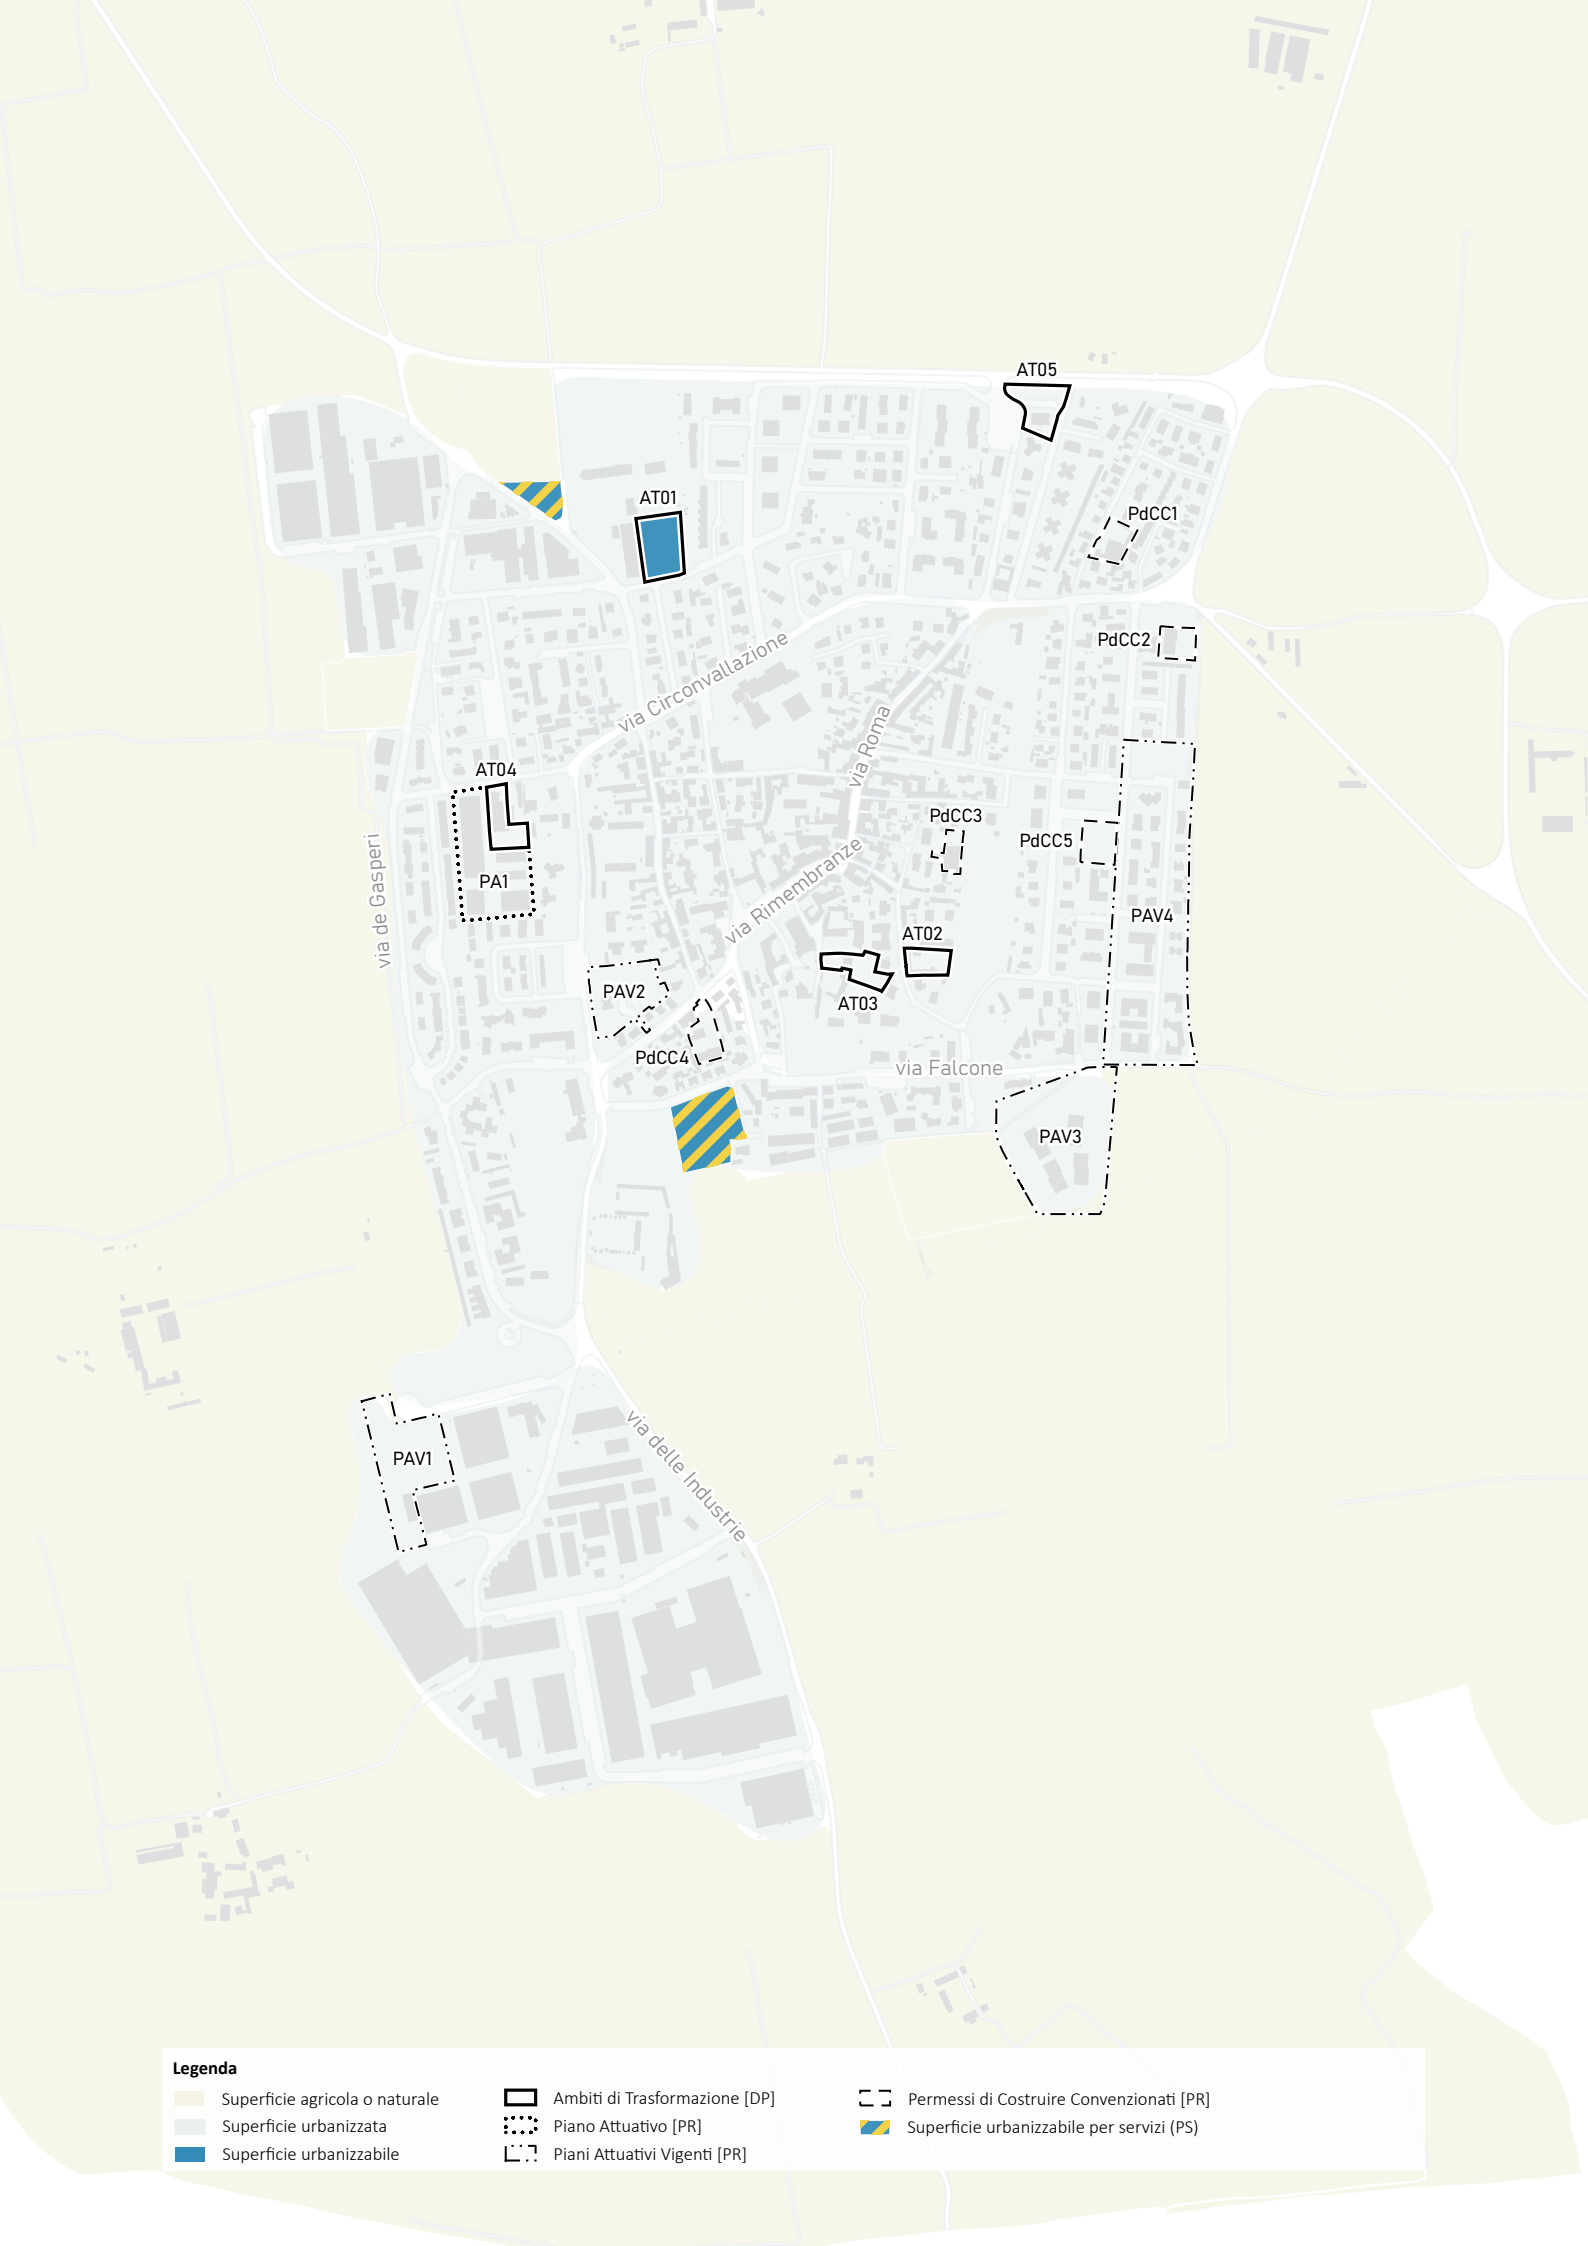 AT05
AT01
PdCC1
PdCC2
via Circonvallazione
via Roma
AT04
PdCC3
PdCC5
via de Gasperi
PA1
via Rimembranze
PAV4
AT02
PAV2
AT03
PdCC4
via Falcone
PAV3
PAV1
via delle Industrie
Legenda
Superficie agricola o naturale
Superficie urbanizzata
Superficie urbanizzabile
Ambiti di Trasformazione [DP]
Piano Attuativo [PR]
Piani Attuativi Vigenti [PR]
Permessi di Costruire Convenzionati [PR]
Superficie urbanizzabile per servizi (PS)